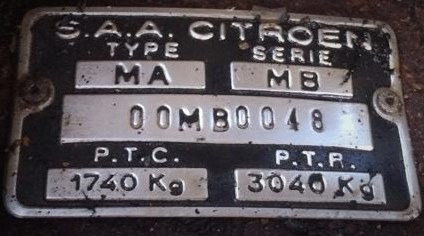 S.A.A. CITROEN
TYPE SERIE
MA MB
00MB0048
P.T.C. P.T.R.
1740 Kg 3040 Kg